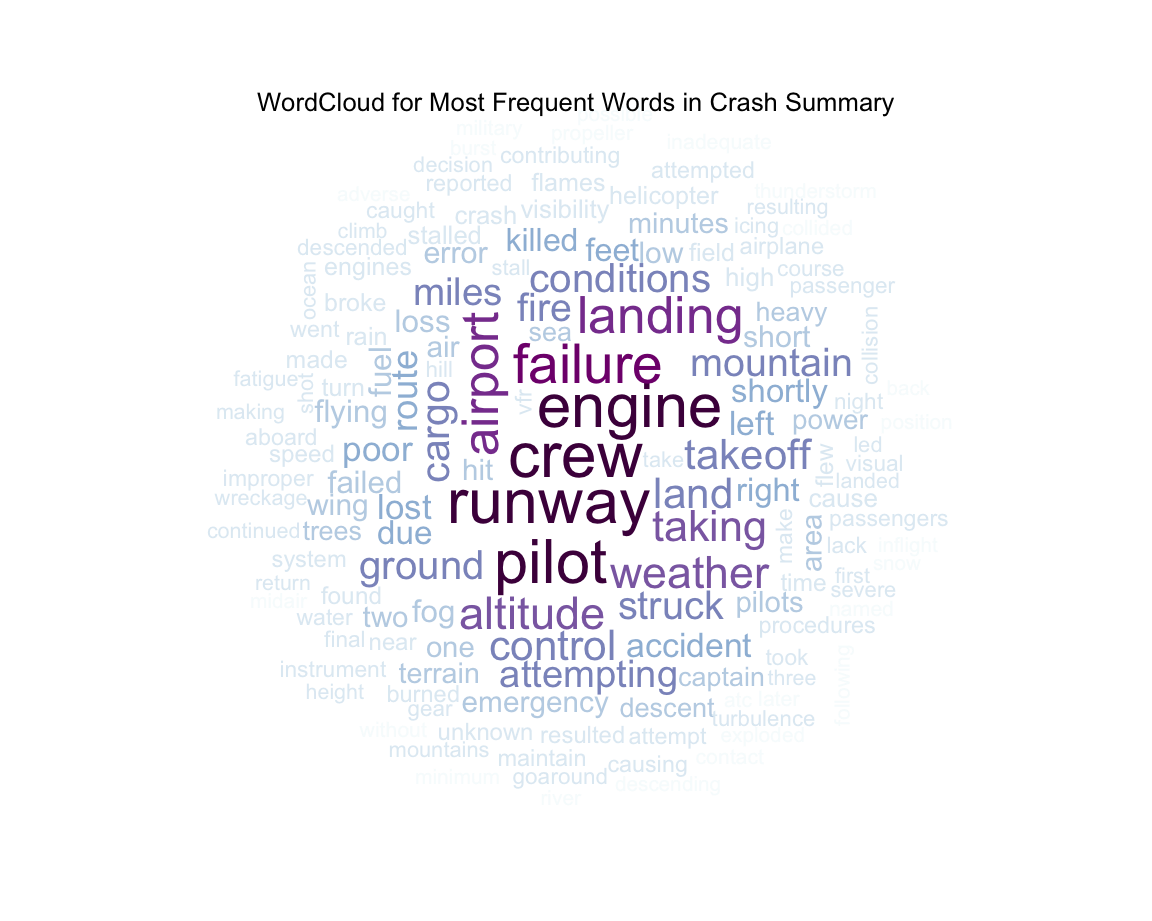 WordCloud for Most Frequent Words in Crash Summary
possible
military
propeller
burst
inadequate
decision
contributing
attempted
reported
flames
helicopter
thunderstorm
adverse
caught
crash
visibility
minutes
resulting
climb
stalled
killed
feet
icing
collided
descended
error
low
field
airplane
engines
stall
conditions
high
course
passenger
ocean
miles
fire
landing
broke
loss
sea
heavy
went
rain
air
airport
short
collision
made
fuel
route
hill
failure
mountain
fatigue
shot
turn
vfr
engine
shortly
night
back
making
flying
cargo
left
power
position
aboard
poor
crew
take
takeoff
led
speed
hit
flew
visual
improper
failed
runway
land
right
landed
wreckage
wing
lost
cause
continued
trees
due
taking
make
area
passengers
lack
inflight
system
ground
pilot
weather
time
first
snow
return
severe
midair
found
water
two
fog
altitude
struck
pilots
named
procedures
final
near
one
control
accident
took
instrument
terrain
attempting
captain
three
following
height
burned
gear
emergency
descent
atc
later
turbulence
without
unknown
resulted
attempt
exploded
mountains
maintain
causing
contact
minimum
goaround
descending
river